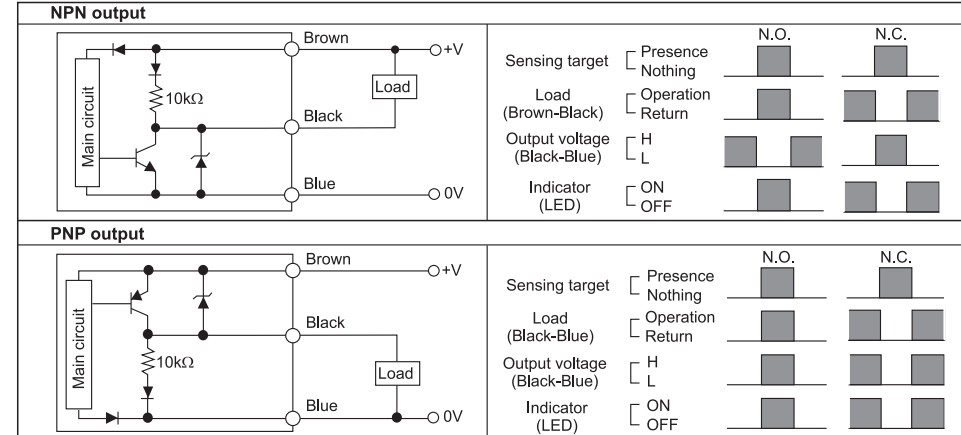 NPN output
Main circuit
10kΩ
Brown
Black
Blue
Load
+V
0V
N.O.
N.C.
Sensing target
Presence
Nothing
Load
(Brown-Black)
Operation
Return
Output voltage
(Black-Blue)
H
L
Indicator
(LED)
ON
OFF
PNP output
Main circuit
10kΩ
Brown
Black
Blue
Load
+V
0V
N.O.
N.C.
Sensing target
Presence
Nothing
Load
(Black-Blue)
Operation
Return
Output voltage
(Black-Blue)
H
L
Indicator
(LED)
ON
OFF